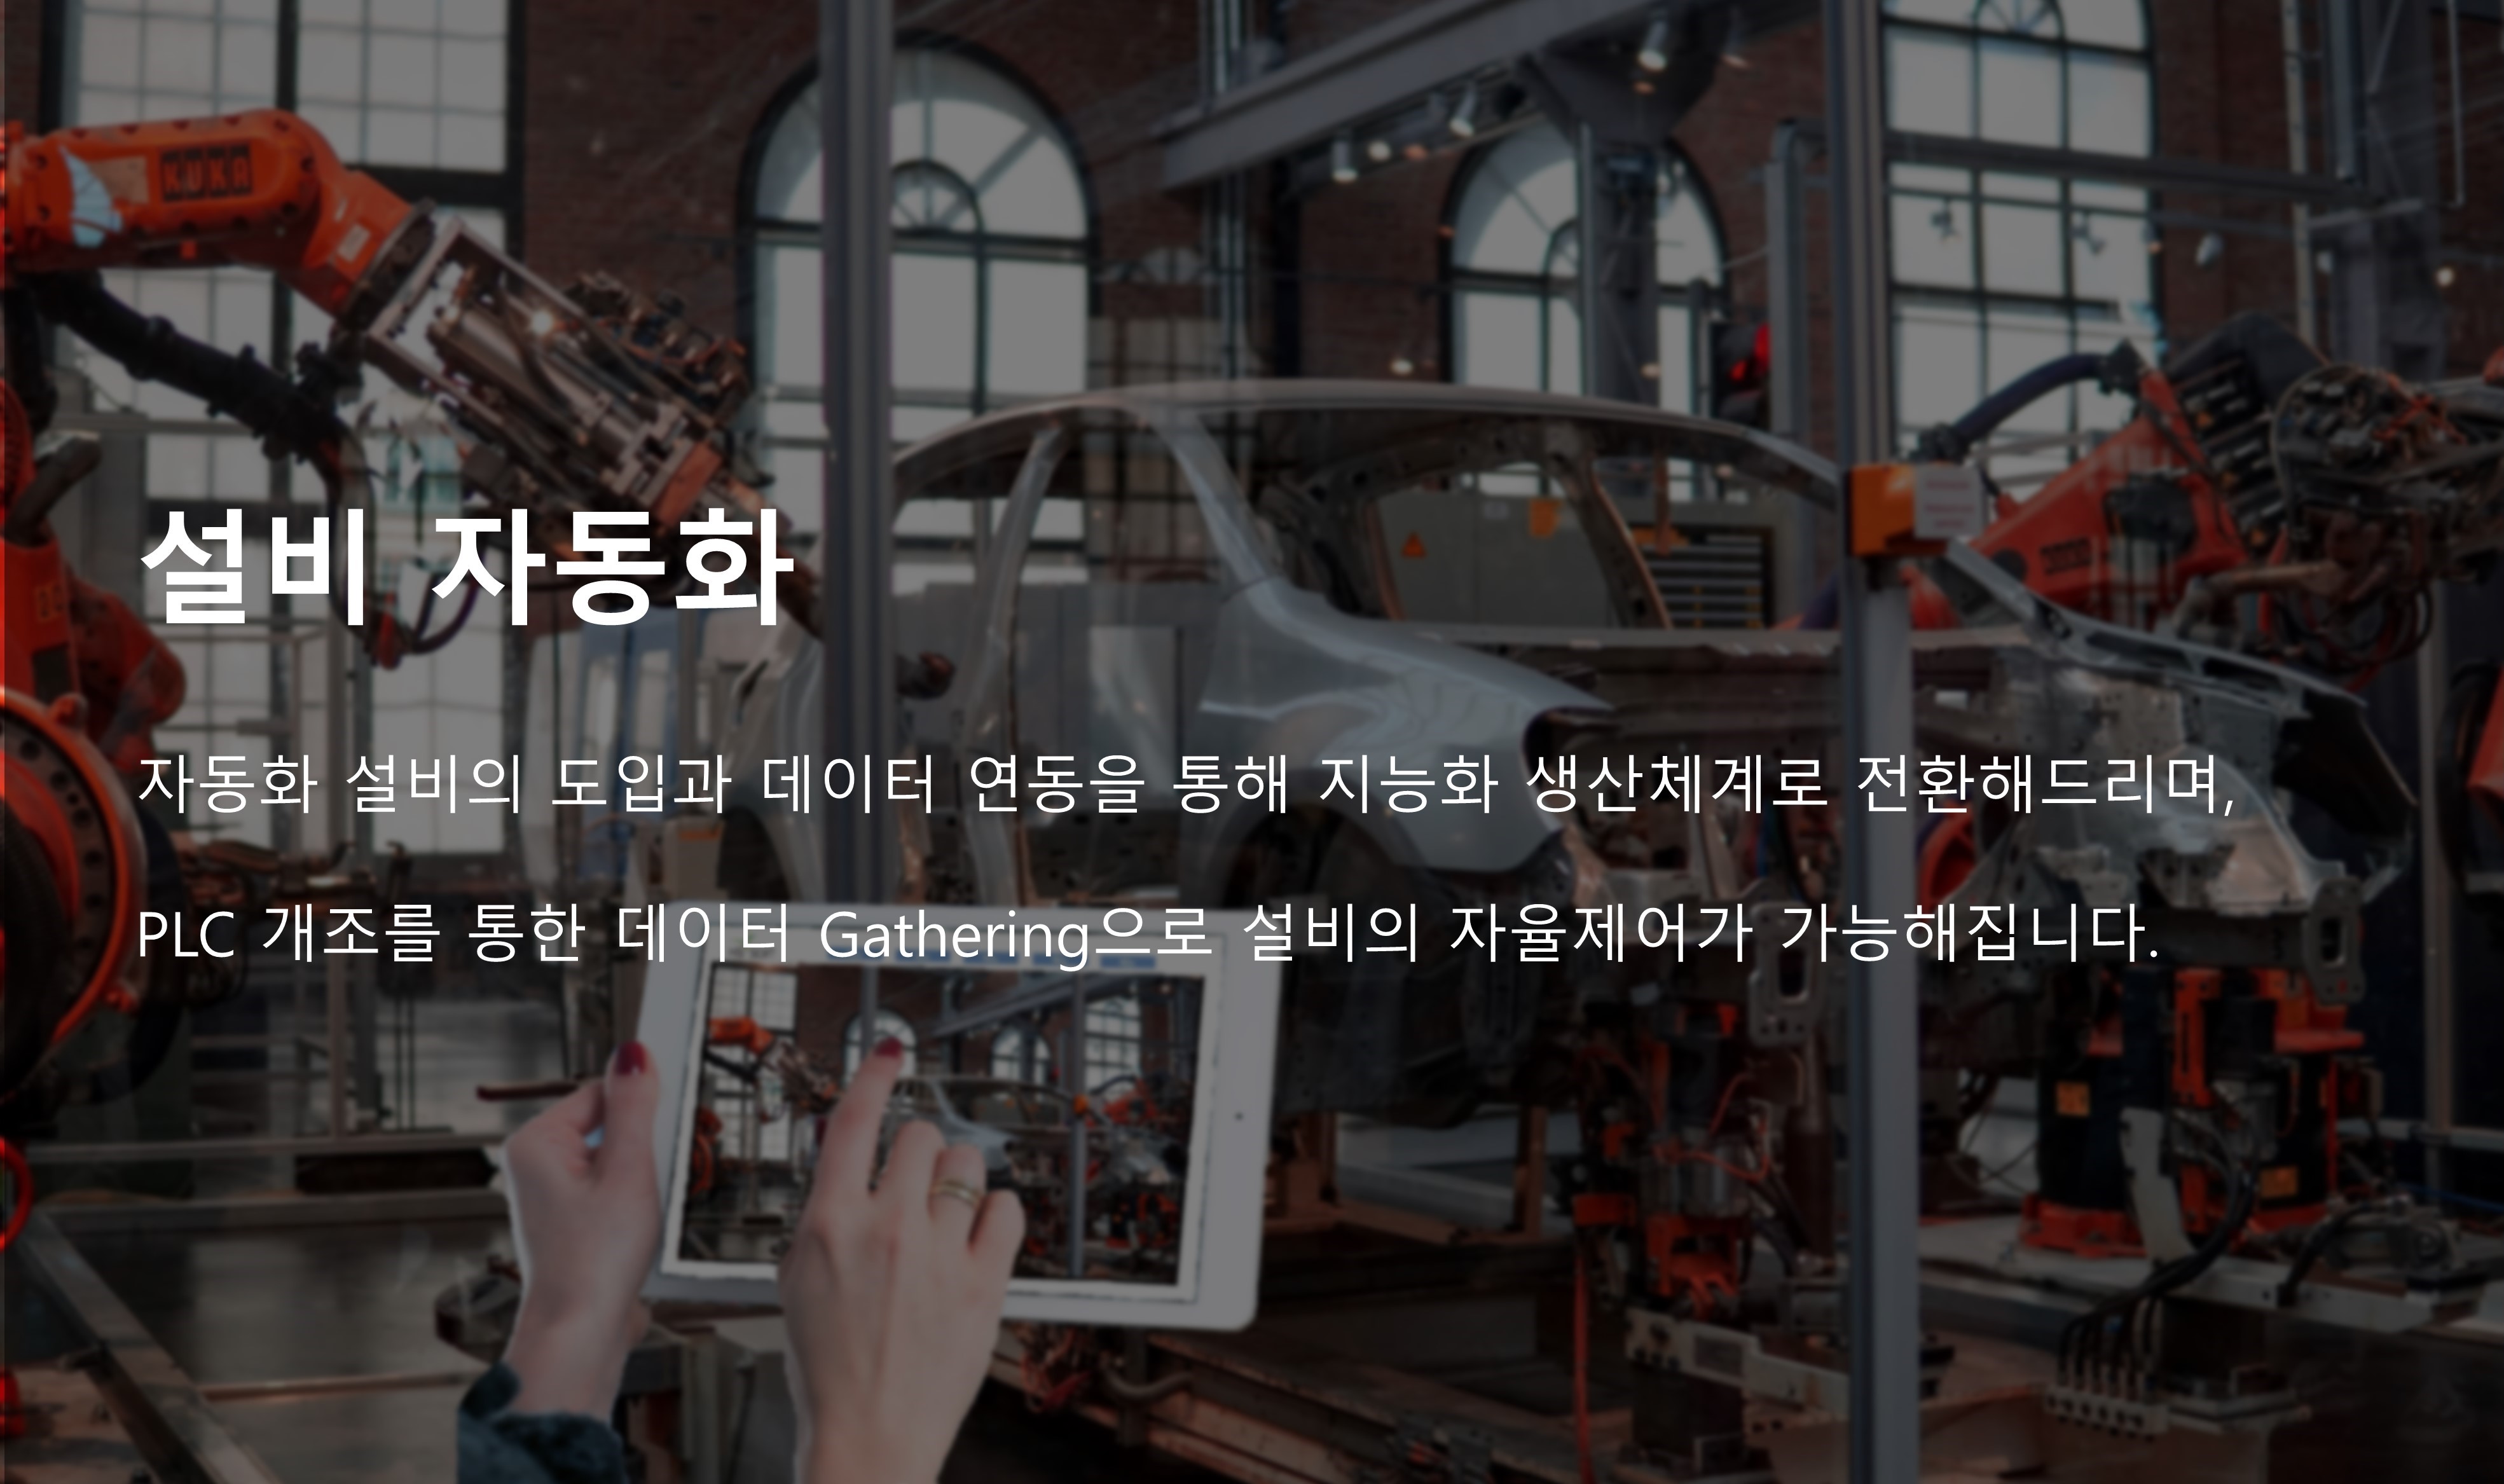 KUKA
설비 자동화
자동화 설비의 도입과 데이터 연동을 통해 지능화 생산체계로 전환해드리며,
PLC 개조를 통한 데이터 Gathering으로 설비의 자율제어가 가능해집니다.